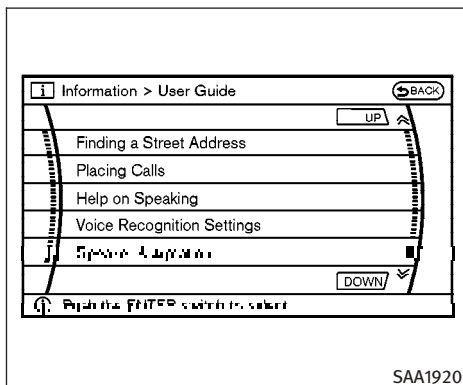 i Information > User Guide
BACK
UP
Finding a Street Address
Placing Calls
Help on Speaking
Voice Recognition Settings
DOWN
SAA1920